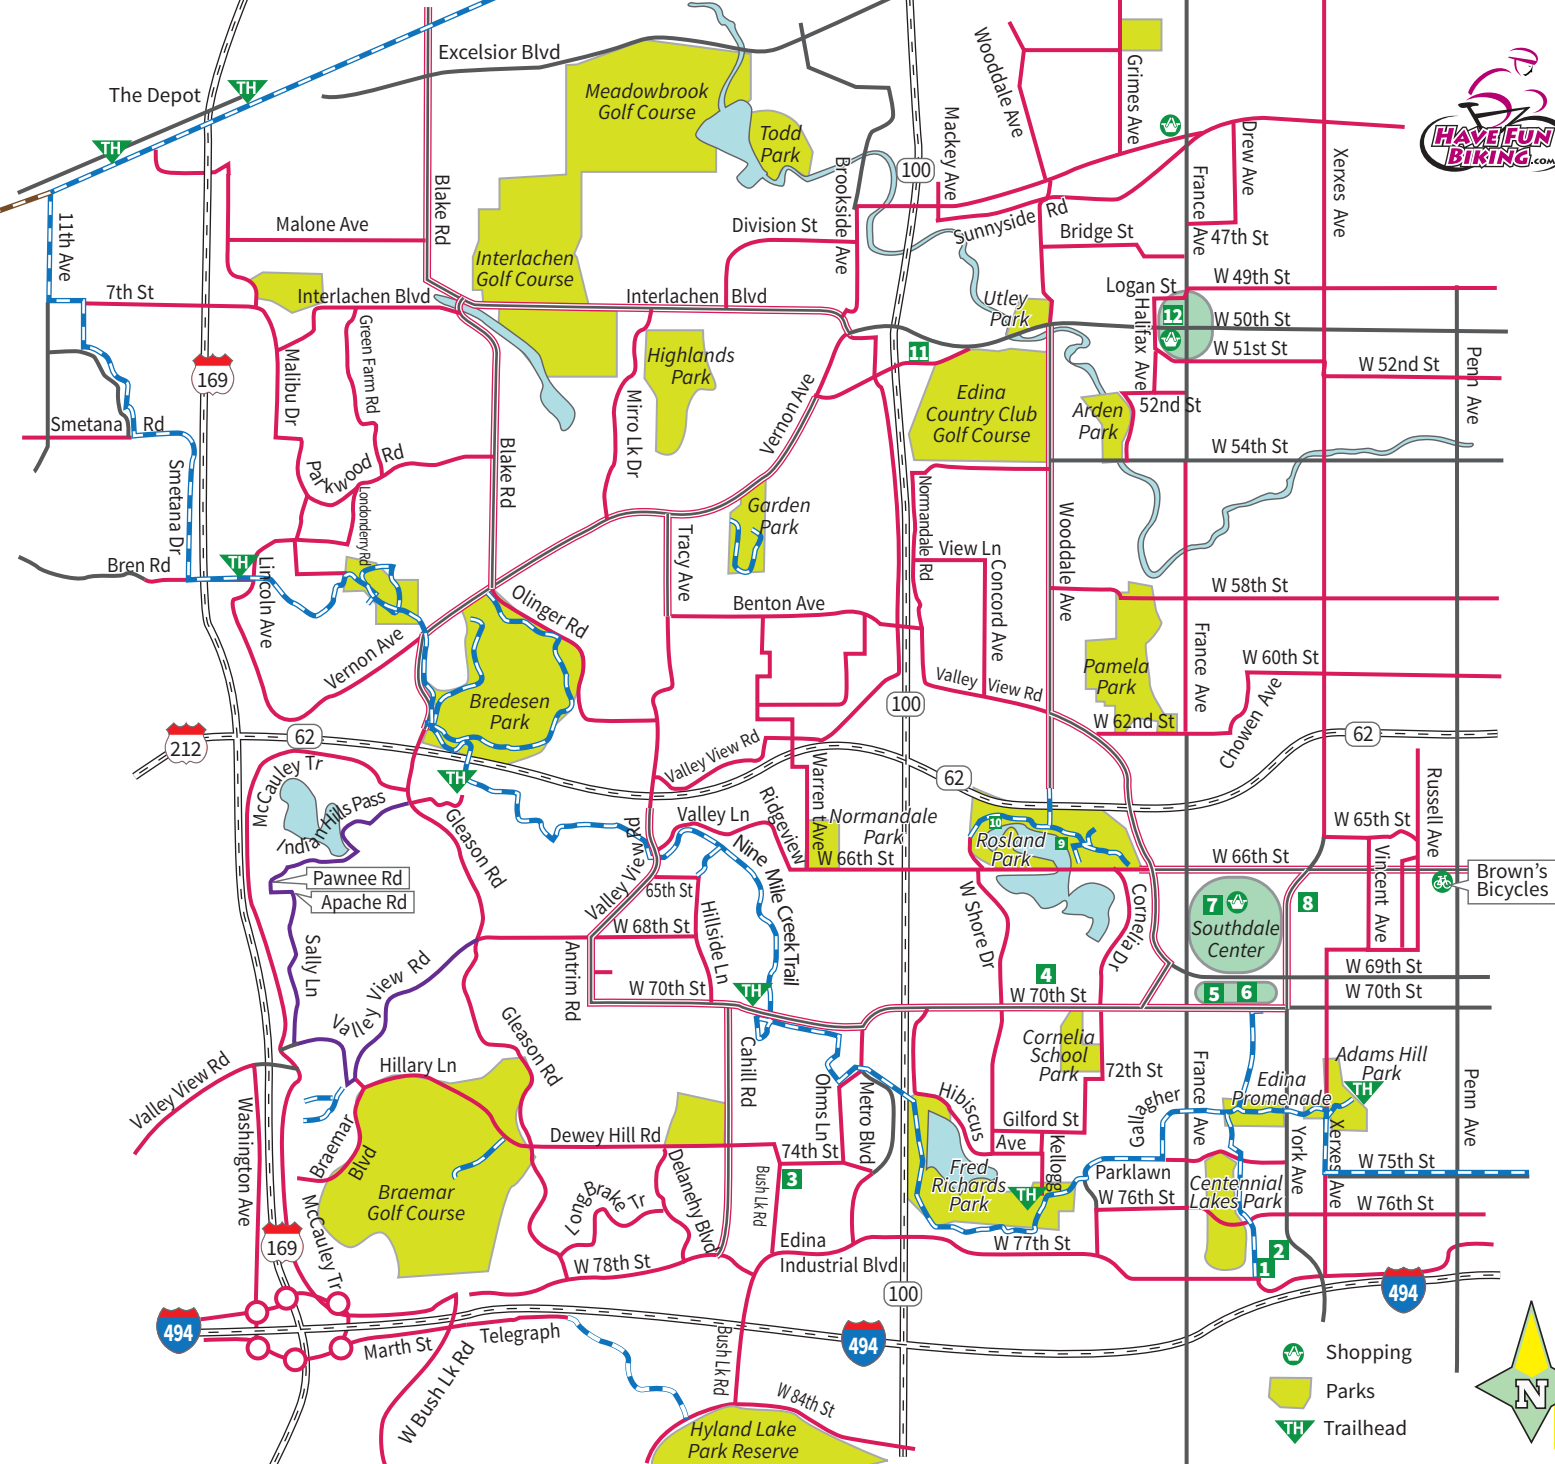 Excelsior Blvd
The Depot
TH
TH
Meadowbrook
Golf Course
Todd
Park
Wooddale Ave
Grimes Ave
Mackey Ave
Brookside Ave
100
Drew Ave
France Ave
Xerxes Ave
HAVE FUN
BIKING.COM
11th Ave
Blake Rd
Malone Ave
Division St
Sunnyside Rd
Bridge St
47th St
Interlachen
Golf Course
7th St
Interlachen Blvd
Interlachen Blvd
Utley
Park
Logan St
W 49th St
Halifax Ave
12
W 50th St
W 51st St
W 52nd St
52nd St
Penn Ave
169
Malibu Dr
Green Farm Rd
Highlands
Park
Mirro Lk Dr
Vernon Ave
11
Edina
Country Club
Golf Course
Arden
Park
W 54th St
Smetana Rd
Smetana Dr
Parkwood Rd
Londonderry Rd
Blake Rd
Garden
Park
Tracy Ave
Normandale Rd
View Ln
Concord Ave
Wooddale Ave
Bren Rd
TH
Lincoln Ave
Olinger Rd
Benton Ave
W 58th St
Vernon Ave
Bredesen
Park
Valley View Rd
Pamela
Park
France Ave
W 60th St
Chowen Ave
W 62nd St
100
212
62
62
62
McCauley Tr
Indian Hills Pass
TH
Gleason Rd
Valley View Rd
Valley Ln
Ridgeview
Warren Ave
Normandale
Park
W 66th St
Nine Mile Creek Trail
10
9
Rosland
Park
W 65th St
Russell Ave
Vincent Ave
W 66th St
Brown's
Bicycles
Pawnee Rd
Apache Rd
Sally Ln
Valley View Rd
Valley View Rd
65th St
W 68th St
Hillside Ln
Antrim Rd
W 70th St
TH
W Shore Dr
Cornelia Dr
7
Southdale
Center
8
4
5
6
W 69th St
W 70th St
W 70th St
Valley View Rd
Hillary Ln
Gleason Rd
Cahill Rd
Ohms Ln
Metro Blvd
Cornelia
School
Park
72th St
Hibiscus
Ave
Gilford St
Kellogg
Gallagher
France Ave
Edina
Promenade
Adams Hill
Park
TH
Penn Ave
Washington Ave
Braemar
Blvd
Braemar
Golf Course
Dewey Hill Rd
74th St
3
Bush Lk Rd
Delanehy Blvd
Long Brake Tr
Fred
Richards
Park
TH
Parklawn
W 76th St
Centennial
Lakes Park
York Ave
Xerxes Ave
W 75th St
W 76th St
McCauley Tr
169
W 78th St
Edina
Industrial Blvd
W 77th St
2
1
494
494
494
100
Marth St
Telegraph
W Bush Lk Rd
Bush Lk Rd
W 84th St
Hyland Lake
Park Reserve
Shopping
Parks
TH
Trailhead
N